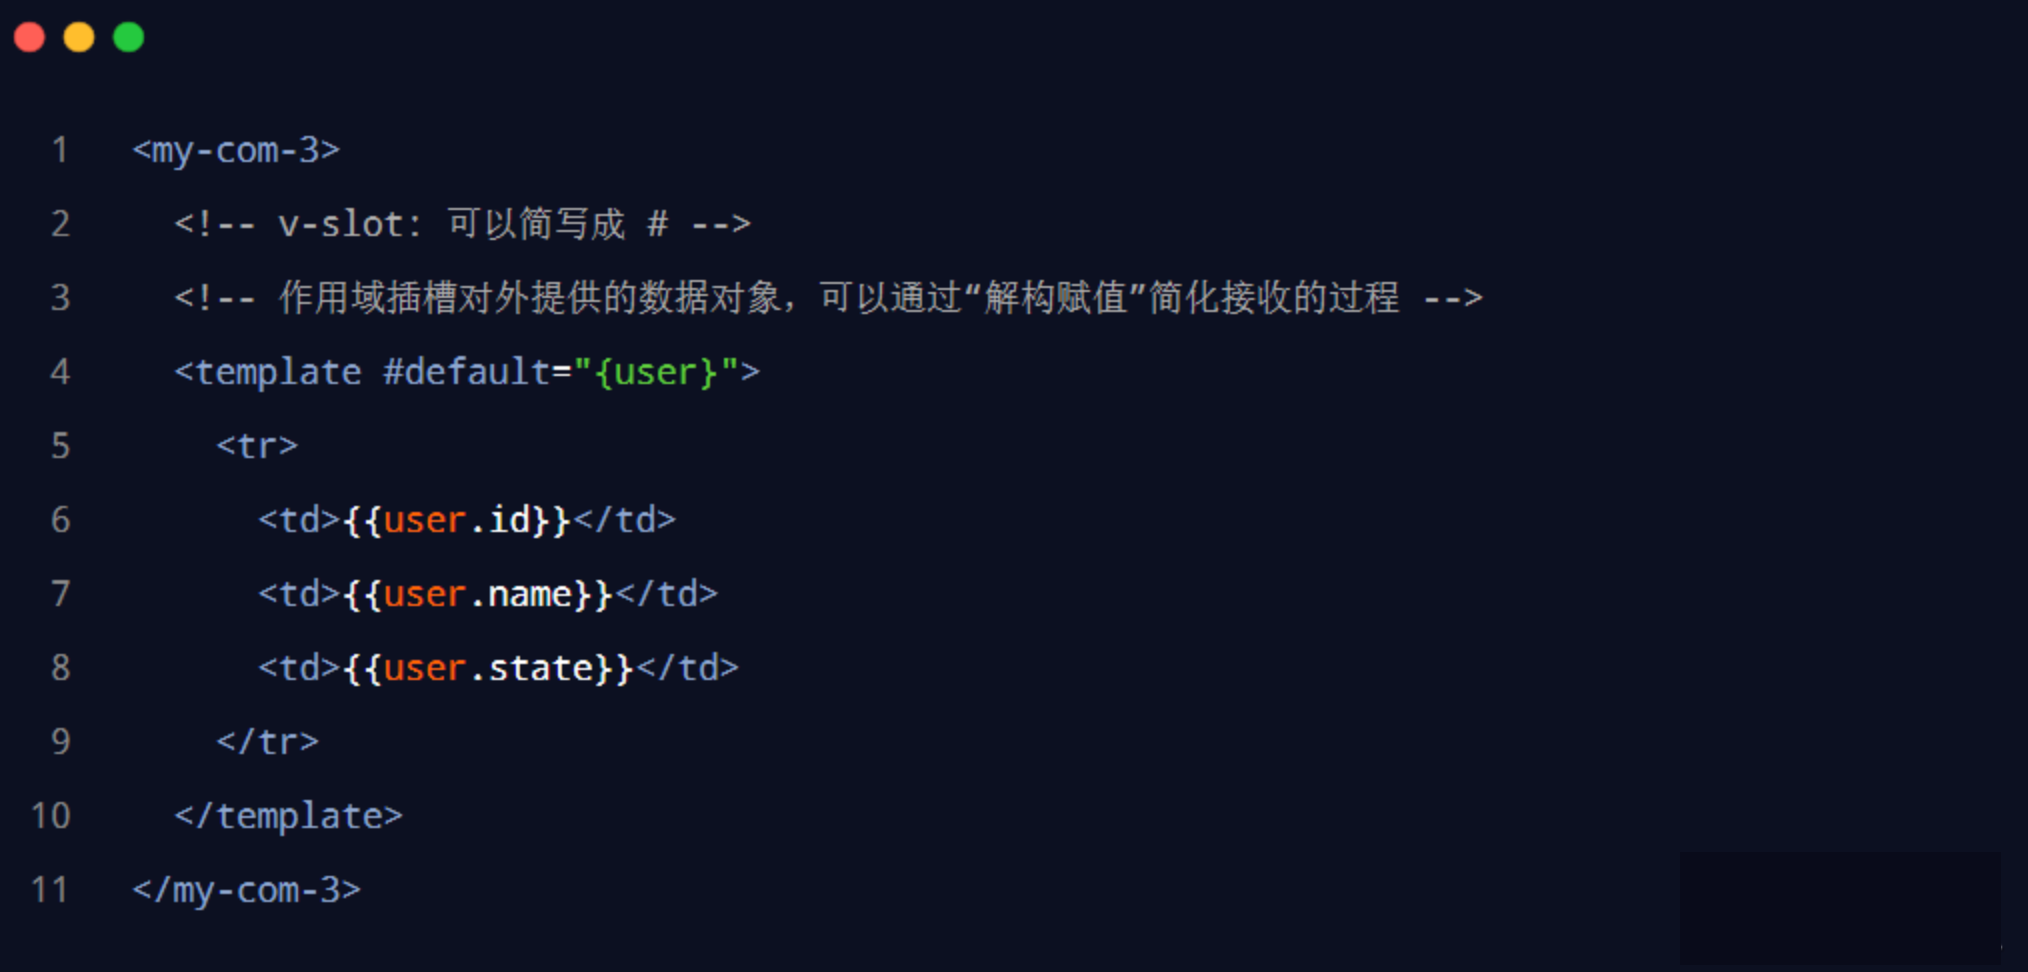 1 <my-com-3>
2 <!-- v-slot: 可以简写成 # -->
3 <!-- 作用域插槽对外提供的数据对象，可以通过“解构赋值”简化接收的过程 -->
4 <template #default="{user}">
5 <tr>
6 <td>{{user.id}}</td>
7 <td>{{user.name}}</td>
8 <td>{{user.state}}</td>
9 </tr>
10 </template>
11 </my-com-3>